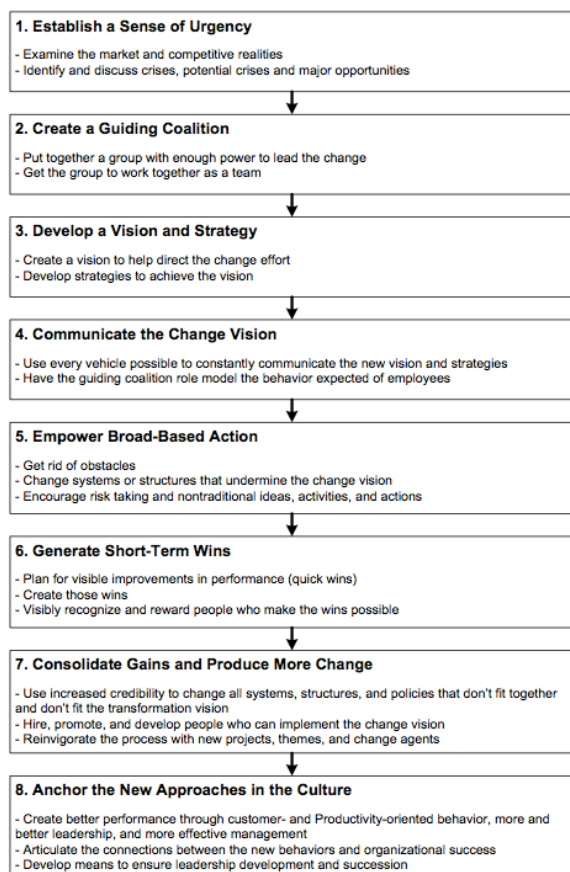 1. Establish a Sense of Urgency
- Examine the market and competitive realities
- Identify and discuss crises, potential crises and major opportunities
2. Create a Guiding Coalition
- Put together a group with enough power to lead the change
- Get the group to work together as a team
3. Develop a Vision and Strategy
- Create a vision to help direct the change effort
- Develop strategies to achieve the vision
4. Communicate the Change Vision
- Use every vehicle possible to constantly communicate the new vision and strategies
- Have the guiding coalition role model the behavior expected of employees
5. Empower Broad-Based Action
- Get rid of obstacles
- Change systems or structures that undermine the change vision
- Encourage risk taking and nontraditional ideas, activities, and actions
6. Generate Short-Term Wins
- Plan for visible improvements in performance (quick wins)
- Create those wins
- Visibly recognize and reward people who make the wins possible
7. Consolidate Gains and Produce More Change
- Use increased credibility to change all systems, structures, and policies that don't fit together
and don't fit the transformation vision
- Hire, promote, and develop people who can implement the change vision
- Reinvigorate the process with new projects, themes, and change agents
8. Anchor the New Approaches in the Culture
- Create better performance through customer- and Productivity-oriented behavior, more and
better leadership, and more effective management
- Articulate the connections between the new behaviors and organizational success
- Develop means to ensure leadership development and succession